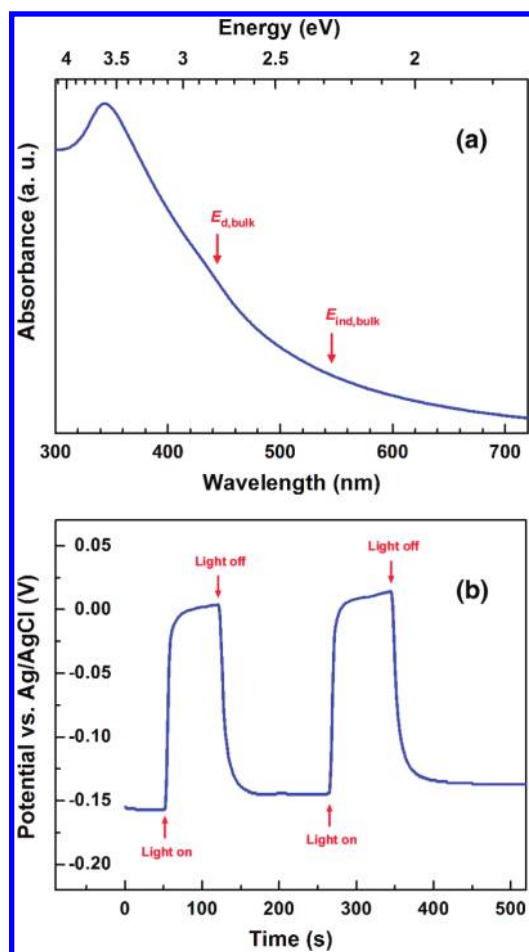 Energy (eV)
4 3.5 3 2.5 2
(a)
E_d,bulk
E_ind,bulk
Absorbance (a. u.)
300 400 500 600 700
Wavelength (nm)
0.05
Light off
Light off
(b)
0.00
-0.05
-0.10
-0.15
-0.20
Light on
Light on
Potential vs. Ag/AgCl (V)
0 100 200 300 400 500
Time (s)